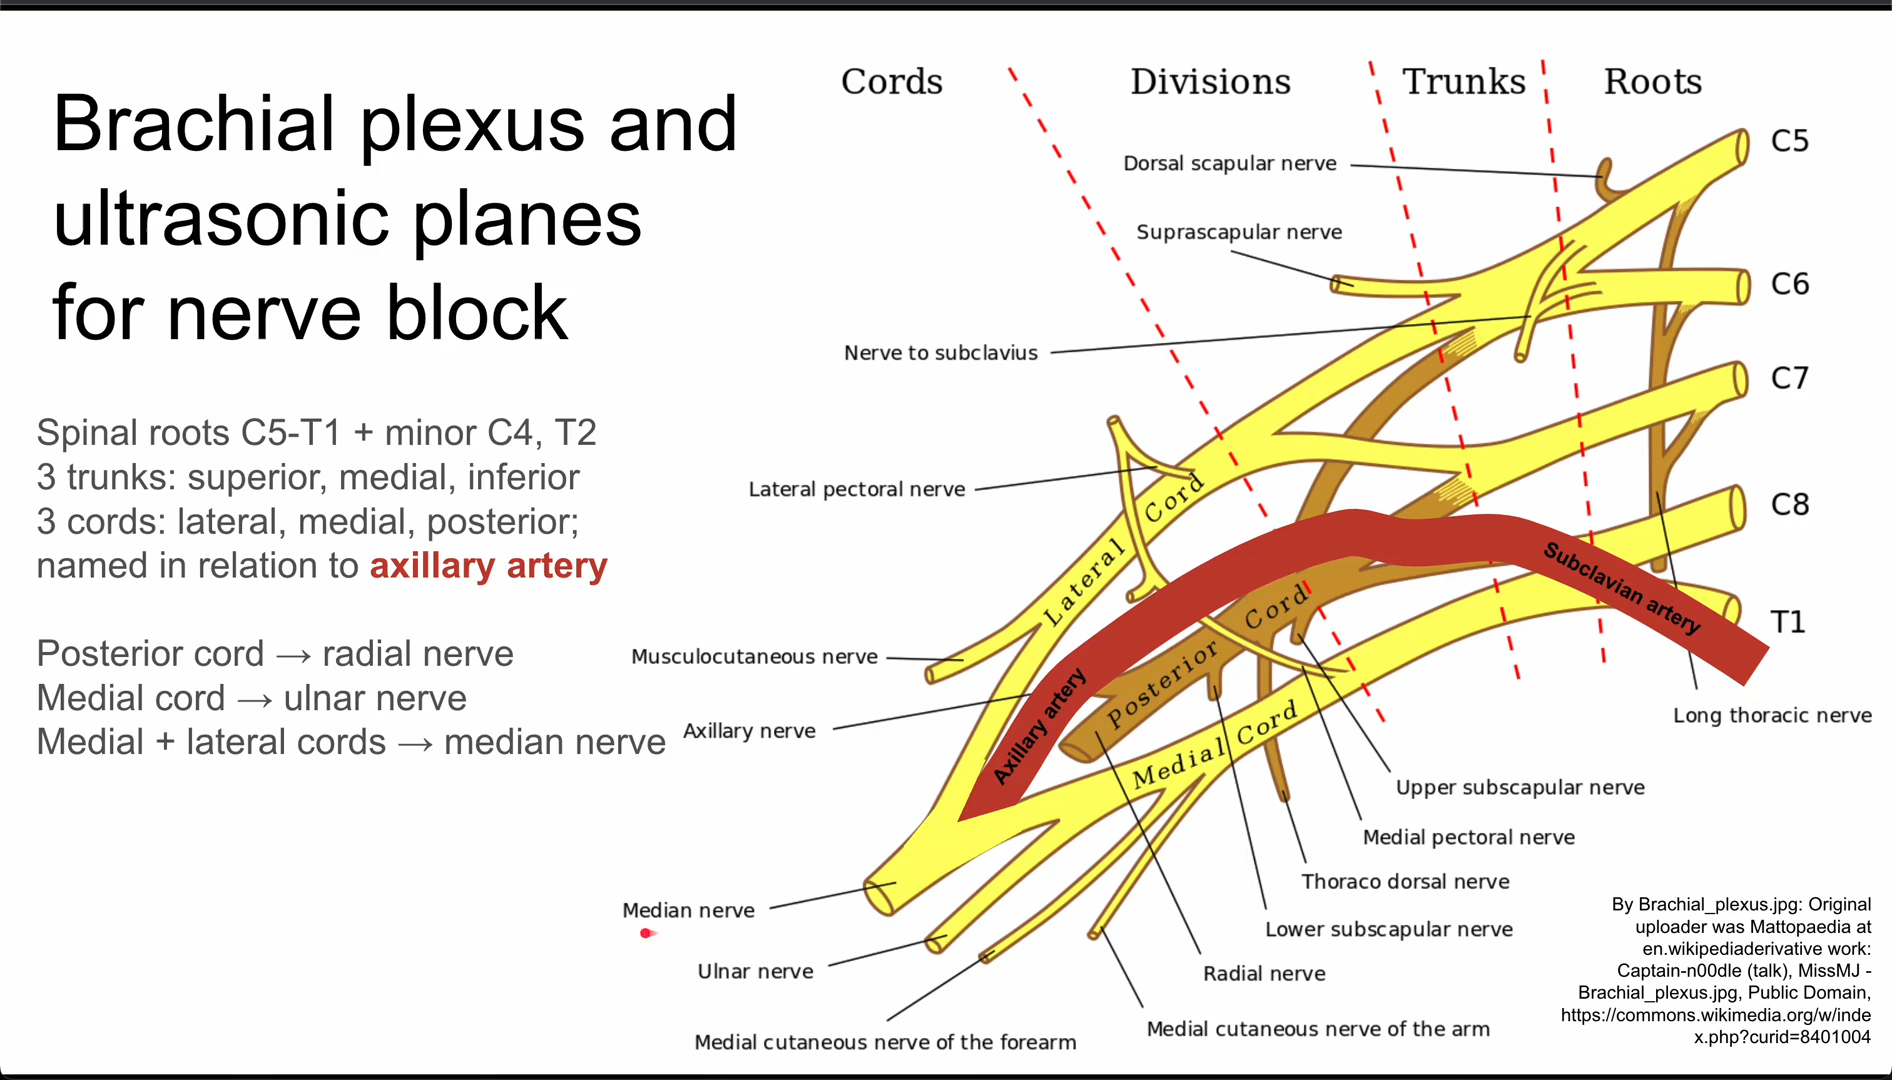 Brachial plexus and
ultrasonic planes
for nerve block
Spinal roots C5-T1 + minor C4, T2
3 trunks: superior, medial, inferior
3 cords: lateral, medial, posterior;
named in relation to axillary artery
Posterior cord → radial nerve
Medial cord → ulnar nerve
Medial + lateral cords → median nerve
Cords
Divisions
Trunks
Roots
C5
C6
C7
C8
T1
Dorsal scapular nerve
Suprascapular nerve
Nerve to subclavius
Lateral pectoral nerve
Lateral Cord
Musculocutaneous nerve
Axillary nerve
Axillary artery
Subclavian artery
Posterior Cord
Medial Cord
Long thoracic nerve
Upper subscapular nerve
Medial pectoral nerve
Thoraco dorsal nerve
Lower subscapular nerve
Radial nerve
Medial cutaneous nerve of the arm
Median nerve
Ulnar nerve
Medial cutaneous nerve of the forearm
By Brachial_plexus.jpg: Original
uploader was Mattopaedia at
en.wikipediaderivative work:
Captain-n00dle (talk), MissMJ -
Brachial_plexus.jpg, Public Domain,
https://commons.wikimedia.org/w/inde
x.php?curid=8401004